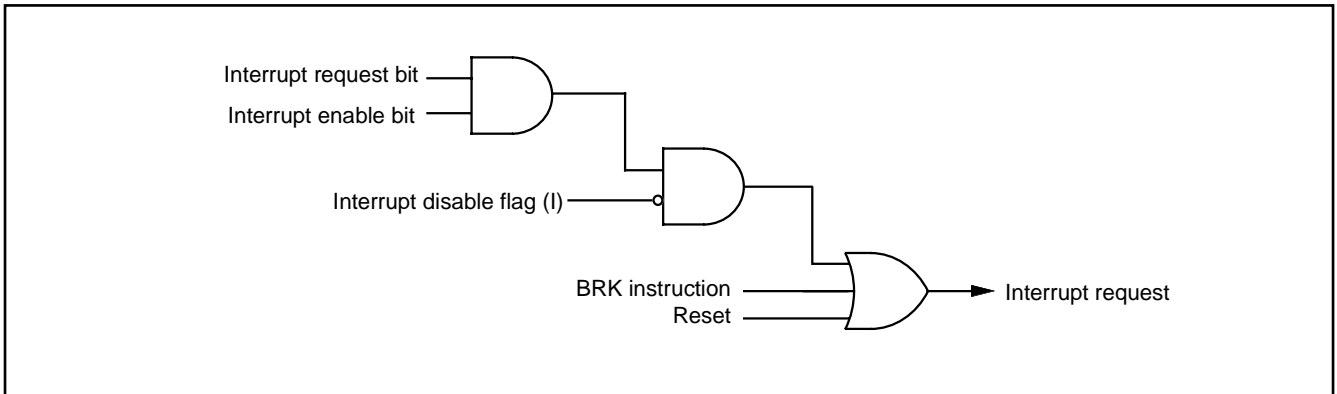 Interrupt request bit
Interrupt enable bit
Interrupt disable flag (I)
BRK instruction
Reset
Interrupt request